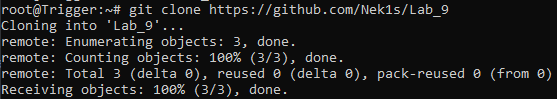 root@Trigger:~# git clone https://github.com/Nek1s/Lab_9
Cloning into 'Lab_9'...
remote: Enumerating objects: 3, done.
remote: Counting objects: 100% (3/3), done.
remote: Total 3 (delta 0), reused 0 (delta 0), pack-reused 0 (from 0)
Receiving objects: 100% (3/3), done.